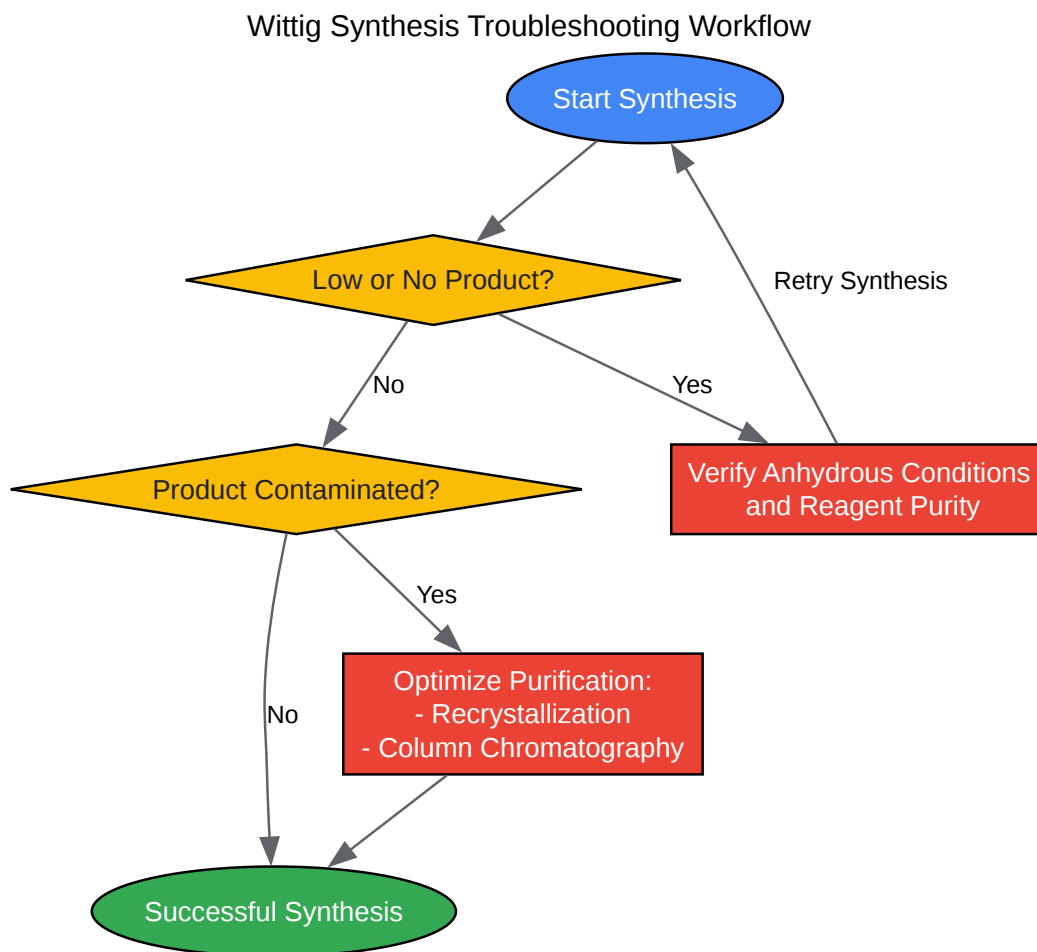 Wittig Synthesis Troubleshooting Workflow
Start Synthesis
Low or No Product?
Retry Synthesis
No
Yes
Product Contaminated?
Verify Anhydrous Conditions
and Reagent Purity
Yes
Optimize Purification:
- Recrystallization
- Column Chromatography
No
Successful Synthesis